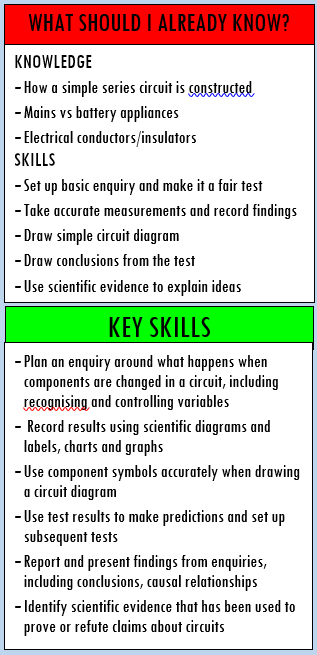 WHAT SHOULD I ALREADY KNOW?
KNOWLEDGE
– How a simple series circuit is constructed
– Mains vs battery appliances
– Electrical conductors/insulators
SKILLS
– Set up basic enquiry and make it a fair test
– Take accurate measurements and record findings
– Draw simple circuit diagram
– Draw conclusions from the test
– Use scientific evidence to explain ideas
KEY SKILLS
– Plan an enquiry around what happens when
components are changed in a circuit, including
recognising and controlling variables
– Record results using scientific diagrams and
labels, charts and graphs
– Use component symbols accurately when drawing
a circuit diagram
– Use test results to make predictions and set up
subsequent tests
– Report and present findings from enquiries,
including conclusions, causal relationships
– Identify scientific evidence that has been used to
prove or refute claims about circuits